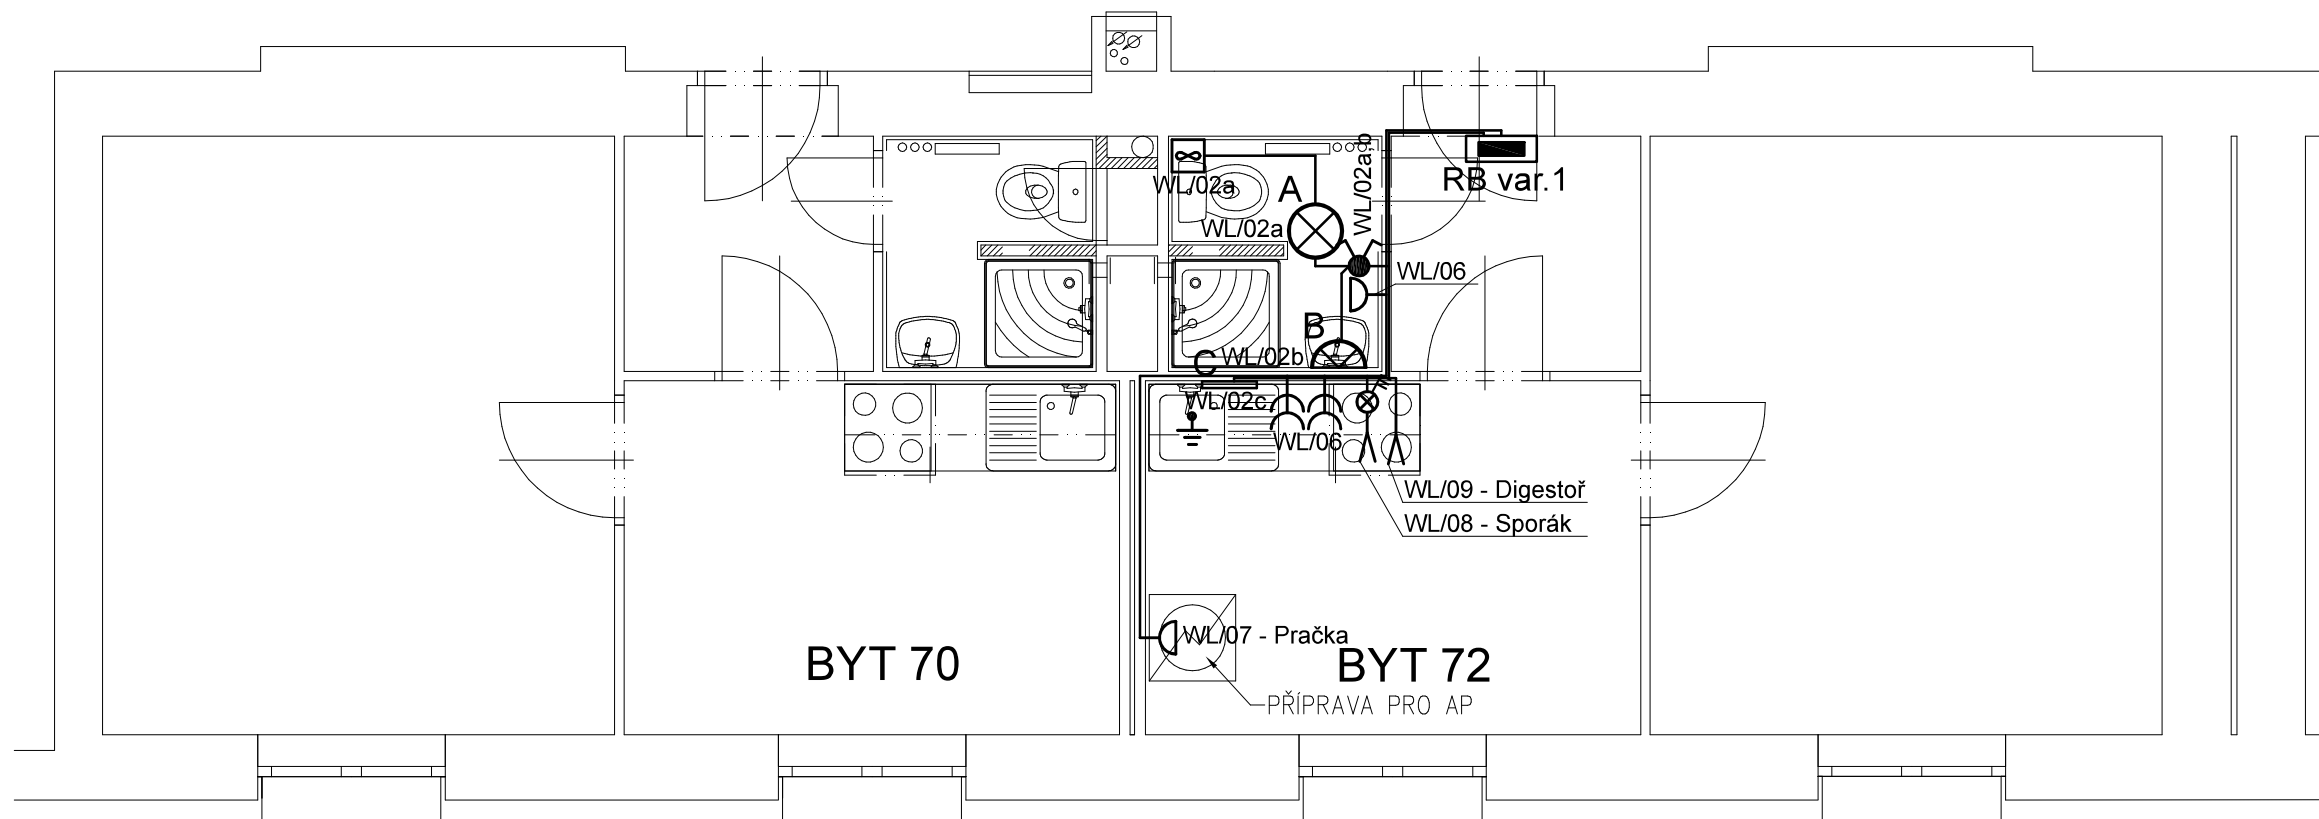 WL/02a,b
RB var.1
WL/02a
A
WL/02a
WL/06
B
WL/02b
C
WL/02c
WL/06
WL/09 - Digestoř
WL/08 - Sporák
WL/07 - Pračka
BYT 70
BYT 72
PŘÍPRAVA PRO AP